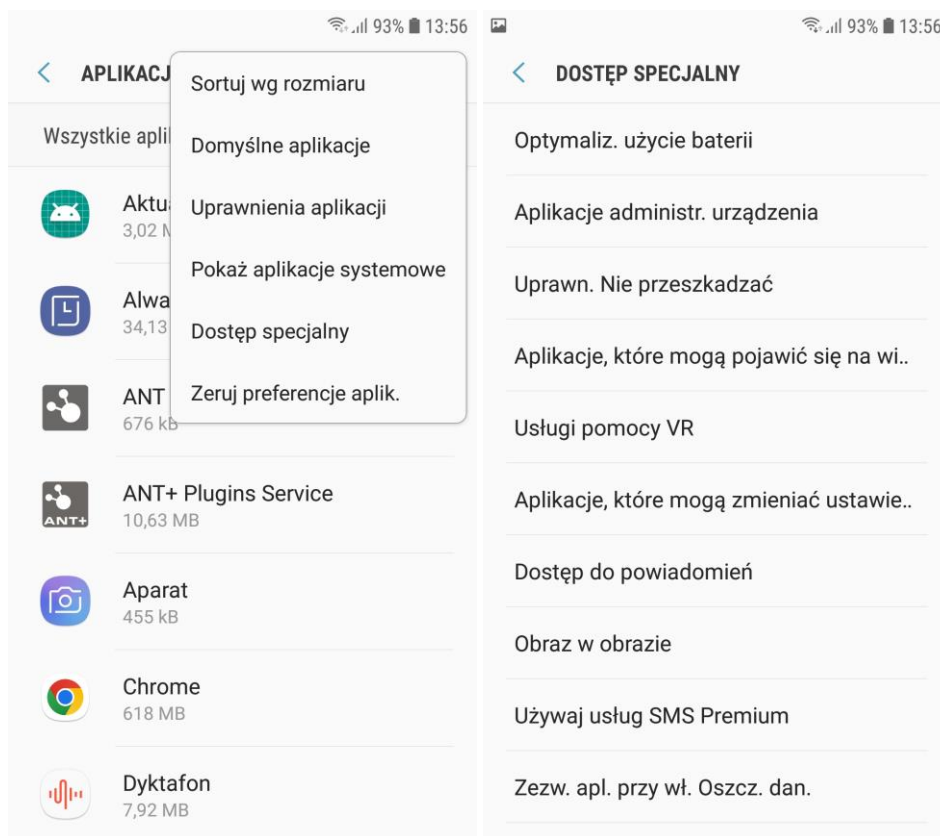 93% 13:56
APLIKACJ
Sortuj wg rozmiaru
Domyślne aplikacje
Uprawnienia aplikacji
Pokaż aplikacje systemowe
Dostęp specjalny
Zeruj preferencje aplik.
Wszystkie apli
Aktu
3,02 M
Alwa
34,13
ANT
676 kB
ANT+ Plugins Service
10,63 MB
ANT+
Aparat
455 kB
Chrome
618 MB
Dyktafon
7,92 MB
93% 13:56
DOSTĘP SPECJALNY
Optymaliz. użycie baterii
Aplikacje administr. urządzenia
Uprawn. Nie przeszkadzać
Aplikacje, które mogą pojawić się na wi..
Usługi pomocy VR
Aplikacje, które mogą zmieniać ustawie..
Dostęp do powiadomień
Obraz w obrazie
Używaj usług SMS Premium
Zezw. apl. przy wł. Oszcz. dan.